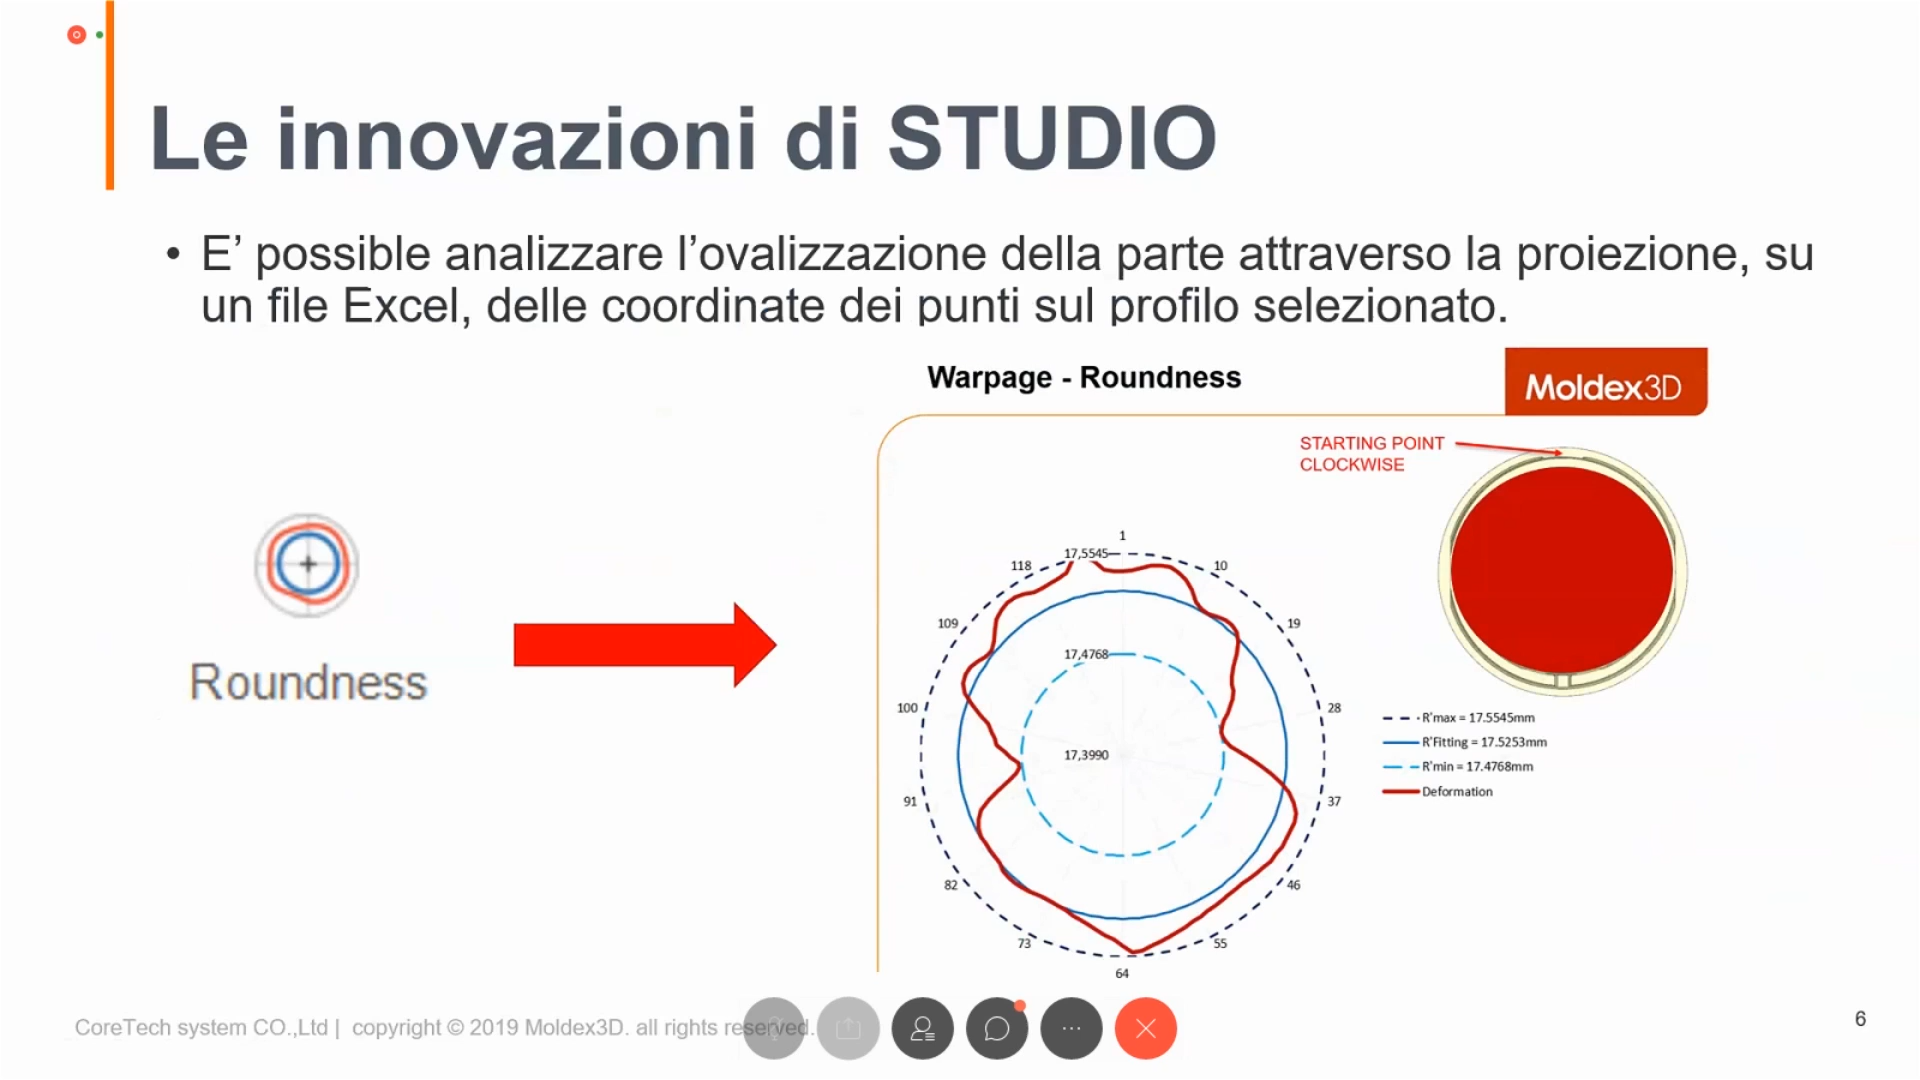 Le innovazioni di STUDIO
• E’ possibile analizzare l’ovalizzazione della parte attraverso la proiezione, su
un file Excel, delle coordinate dei punti sul profilo selezionato.
Warpage - Roundness
Moldex3D
STARTING POINT
CLOCKWISE
Roundness
1
10
19
28
37
46
55
64
73
82
91
100
109
118
17,5545
17,4768
17,3990
R'max = 17.5545mm
R'Fitting = 17.5253mm
R'min = 17.4768mm
Deformation
CoreTech system CO.,Ltd | copyright © 2019 Moldex3D. all rights reserved.
6